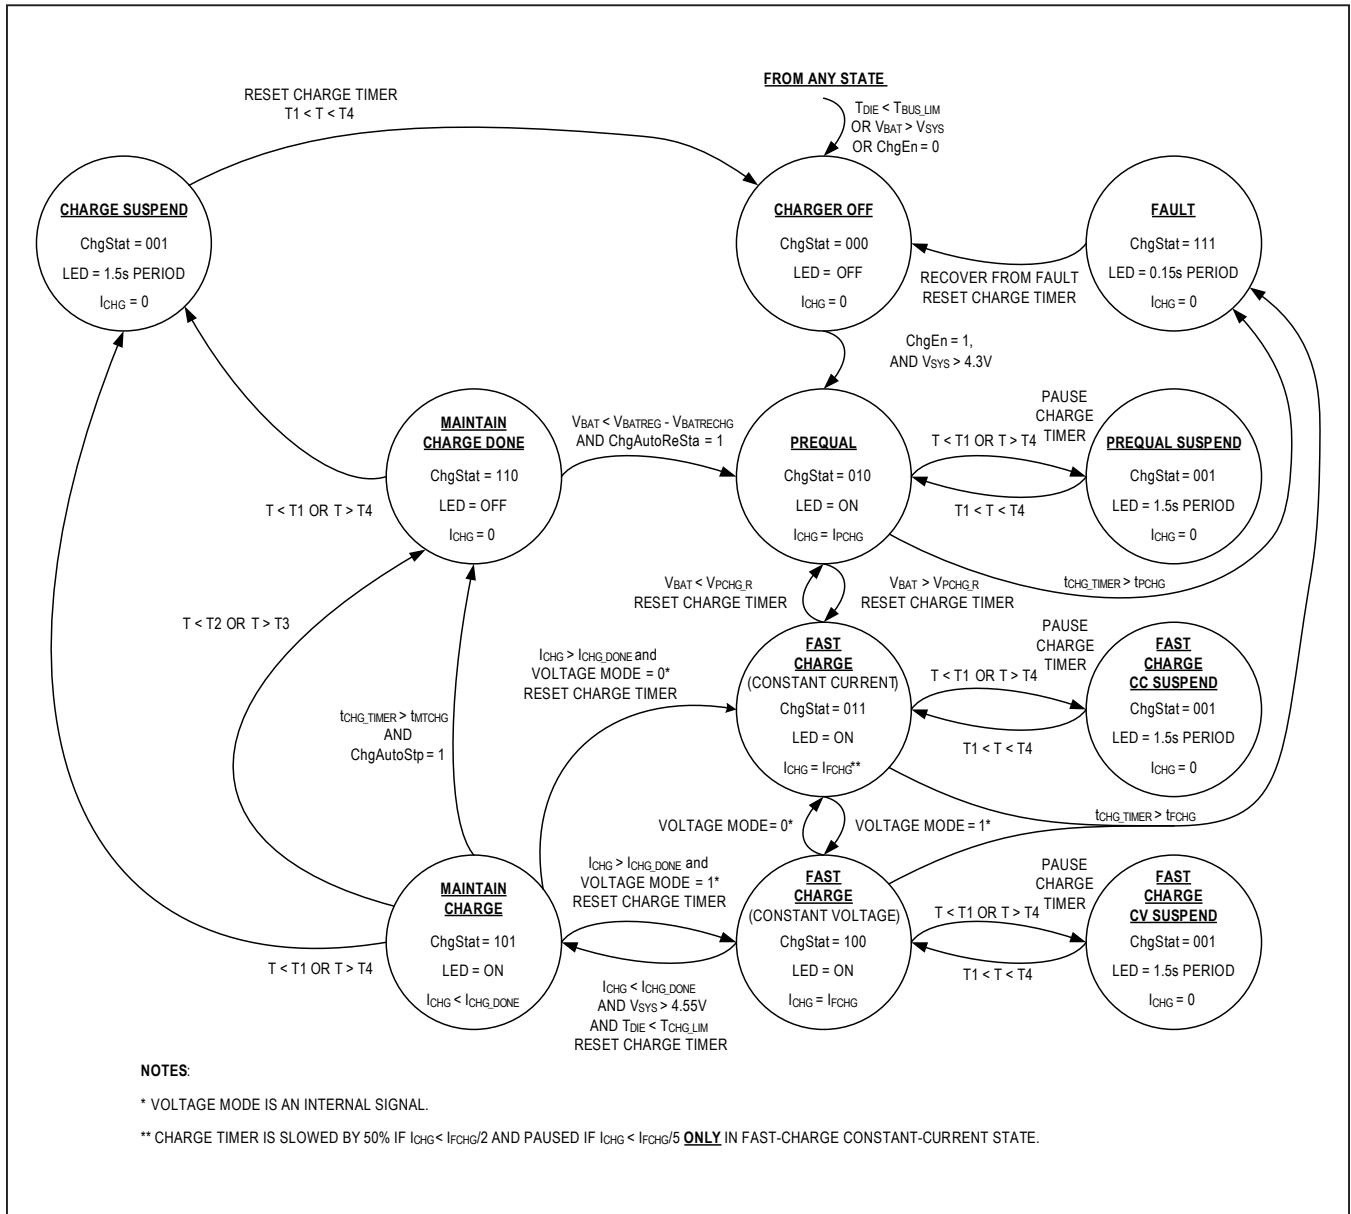 FROM ANY STATE
TDIE < TBUS_LIM
OR VBAT > VSYS
OR ChgEn = 0
RESET CHARGE TIMER
T1 < T < T4
CHARGE SUSPEND
ChgStat = 001
LED = 1.5s PERIOD
ICHG = 0
CHARGER OFF
ChgStat = 000
LED = OFF
ICHG = 0
FAULT
ChgStat = 111
LED = 0.15s PERIOD
ICHG = 0
RECOVER FROM FAULT
RESET CHARGE TIMER
ChgEn = 1,
AND VSYS > 4.3V
MAINTAIN
CHARGE DONE
ChgStat = 110
LED = OFF
ICHG = 0
VBAT < VBATREG - VBATRECHG
AND ChgAutoReSta = 1
PREQUAL
ChgStat = 010
LED = ON
ICHG = IPCHG
PAUSE
CHARGE
TIMER
T < T1 OR T > T4
T1 < T < T4
PREQUAL SUSPEND
ChgStat = 001
LED = 1.5s PERIOD
ICHG = 0
T < T1 OR T > T4
tCHG_TIMER > tPCHG
VBAT < VPCHG_R
RESET CHARGE TIMER
VBAT > VPCHG_R
RESET CHARGE TIMER
T < T2 OR T > T3
ICHG > ICHG_DONE and
VOLTAGE MODE = 0*
RESET CHARGE TIMER
FAST
CHARGE
(CONSTANT CURRENT)
ChgStat = 011
LED = ON
ICHG = IFCHG**
PAUSE
CHARGE
TIMER
T < T1 OR T > T4
T1 < T < T4
FAST
CHARGE
CC SUSPEND
ChgStat = 001
LED = 1.5s PERIOD
ICHG = 0
tCHG_TIMER > tMTCHG
AND
ChgAutoStp = 1
tCHG_TIMER > tFCHG
VOLTAGE MODE = 0*
VOLTAGE MODE = 1*
MAINTAIN
CHARGE
ChgStat = 101
LED = ON
ICHG < ICHG_DONE
T < T1 OR T > T4
ICHG > ICHG_DONE and
VOLTAGE MODE = 1*
RESET CHARGE TIMER
ICHG < ICHG_DONE
AND VSYS > 4.55V
AND TDIE < TCHG_LIM
RESET CHARGE TIMER
FAST
CHARGE
(CONSTANT VOLTAGE)
ChgStat = 100
LED = ON
ICHG = IFCHG
PAUSE
CHARGE
TIMER
T < T1 OR T > T4
T1 < T < T4
FAST
CHARGE
CV SUSPEND
ChgStat = 001
LED = 1.5s PERIOD
ICHG = 0
NOTES:
* VOLTAGE MODE IS AN INTERNAL SIGNAL.
** CHARGE TIMER IS SLOWED BY 50% IF ICHG < IFCHG/2 AND PAUSED IF ICHG < IFCHG/5 ONLY IN FAST-CHARGE CONSTANT-CURRENT STATE.